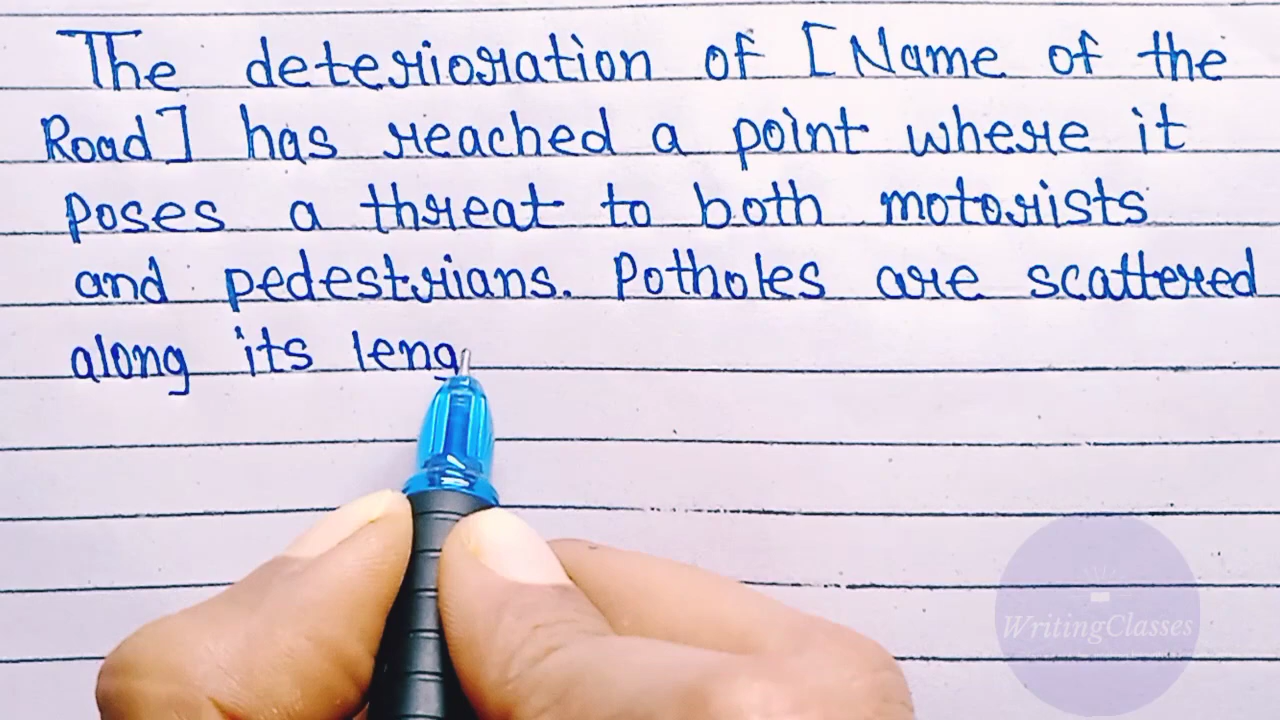 The deterioration of [Name of the
Road] has reached a point where it
poses a threat to both motorists
and pedestrians. Potholes are scattered
along its leng
WritingClasses